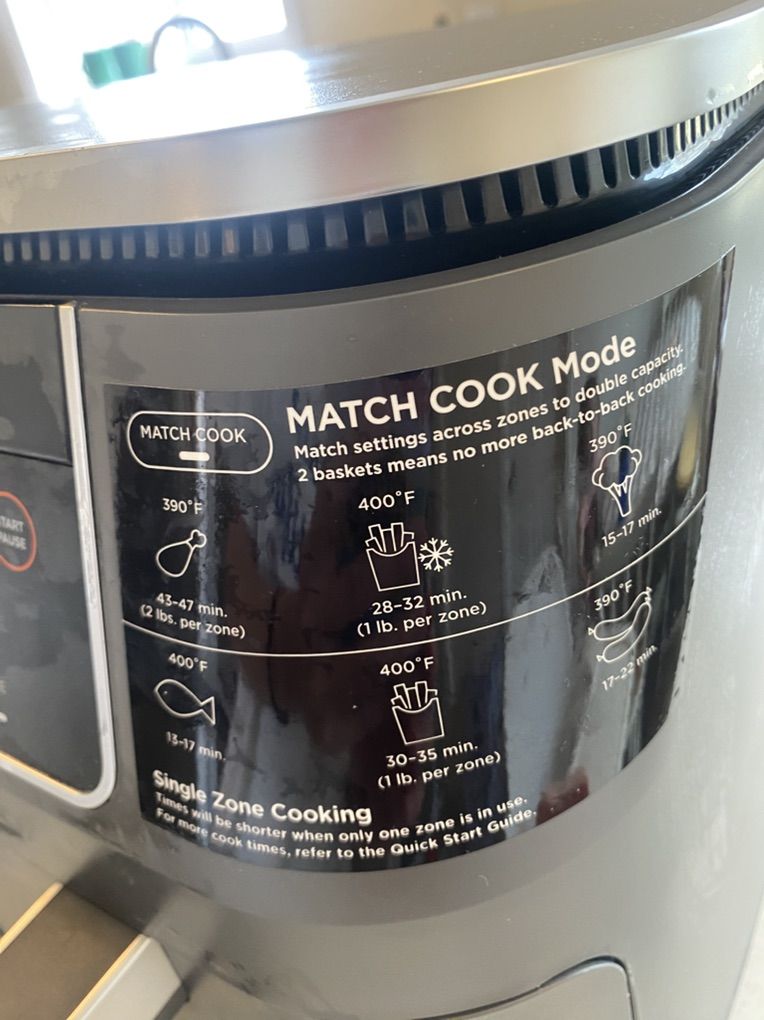 MATCH COOK
MATCH COOK Mode
Match settings across zones to double capacity.
2 baskets means no more back-to-back cooking.
390°F
43-47 min.
(2 lbs. per zone)
400°F
28-32 min.
(1 lb. per zone)
390°F
15-17 min.
400°F
13-17 min.
400°F
30-35 min.
(1 lb. per zone)
390°F
17-22 min.
Single Zone Cooking
Times will be shorter when only one zone is in use.
For more cook times, refer to the Quick Start Guide.